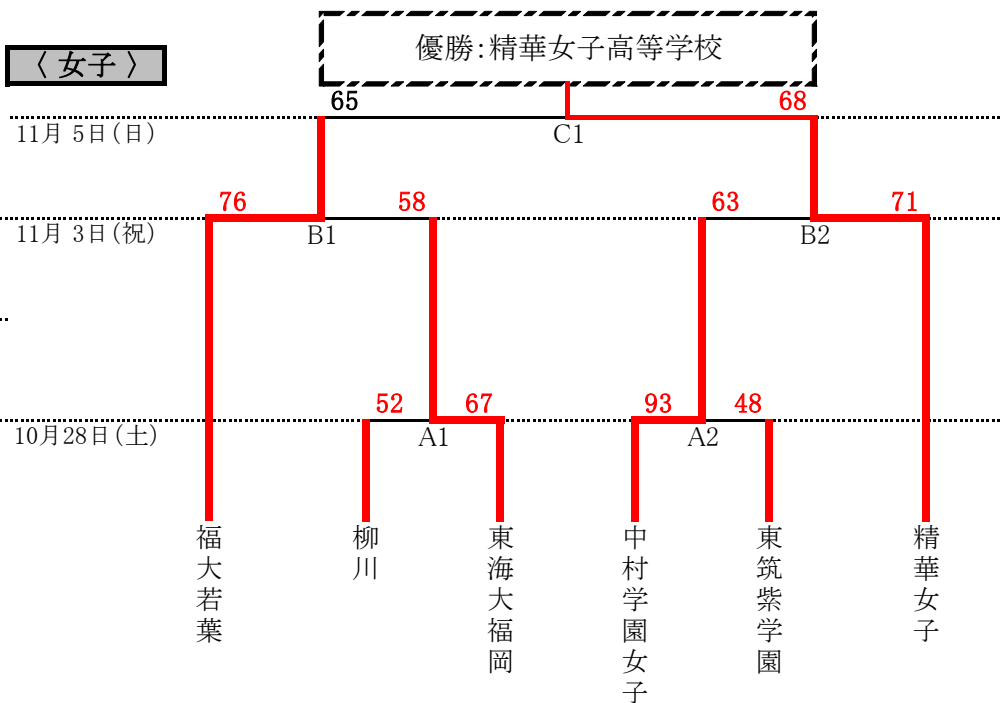 優勝:精華女子高等学校
〈 女子 〉
65
68
11月 5日(日)
C1
76
58
63
71
11月 3日(祝)
B1
B2
52
67
93
48
10月28日(土)
A1
A2
福大若葉
柳川
東海大福岡
中村学園女子
東筑紫学園
精華女子